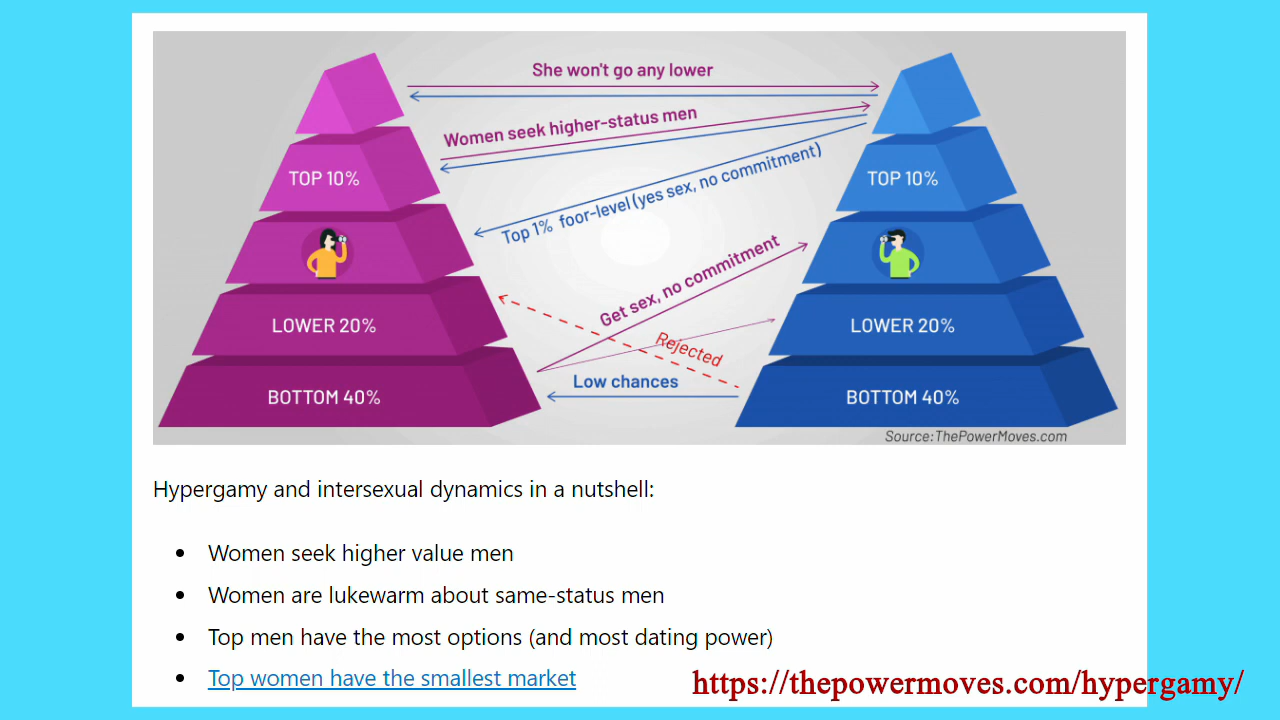 She won't go any lower
Women seek higher-status men
TOP 10%
TOP 10%
Top 1% foor-level (yes sex, no commitment)
Get sex, no commitment
LOWER 20%
LOWER 20%
Rejected
Low chances
BOTTOM 40%
BOTTOM 40%
Source:ThePowerMoves.com
Hypergamy and intersexual dynamics in a nutshell:
• Women seek higher value men
• Women are lukewarm about same-status men
• Top men have the most options (and most dating power)
• Top women have the smallest market
https://thepowermoves.com/hypergamy/